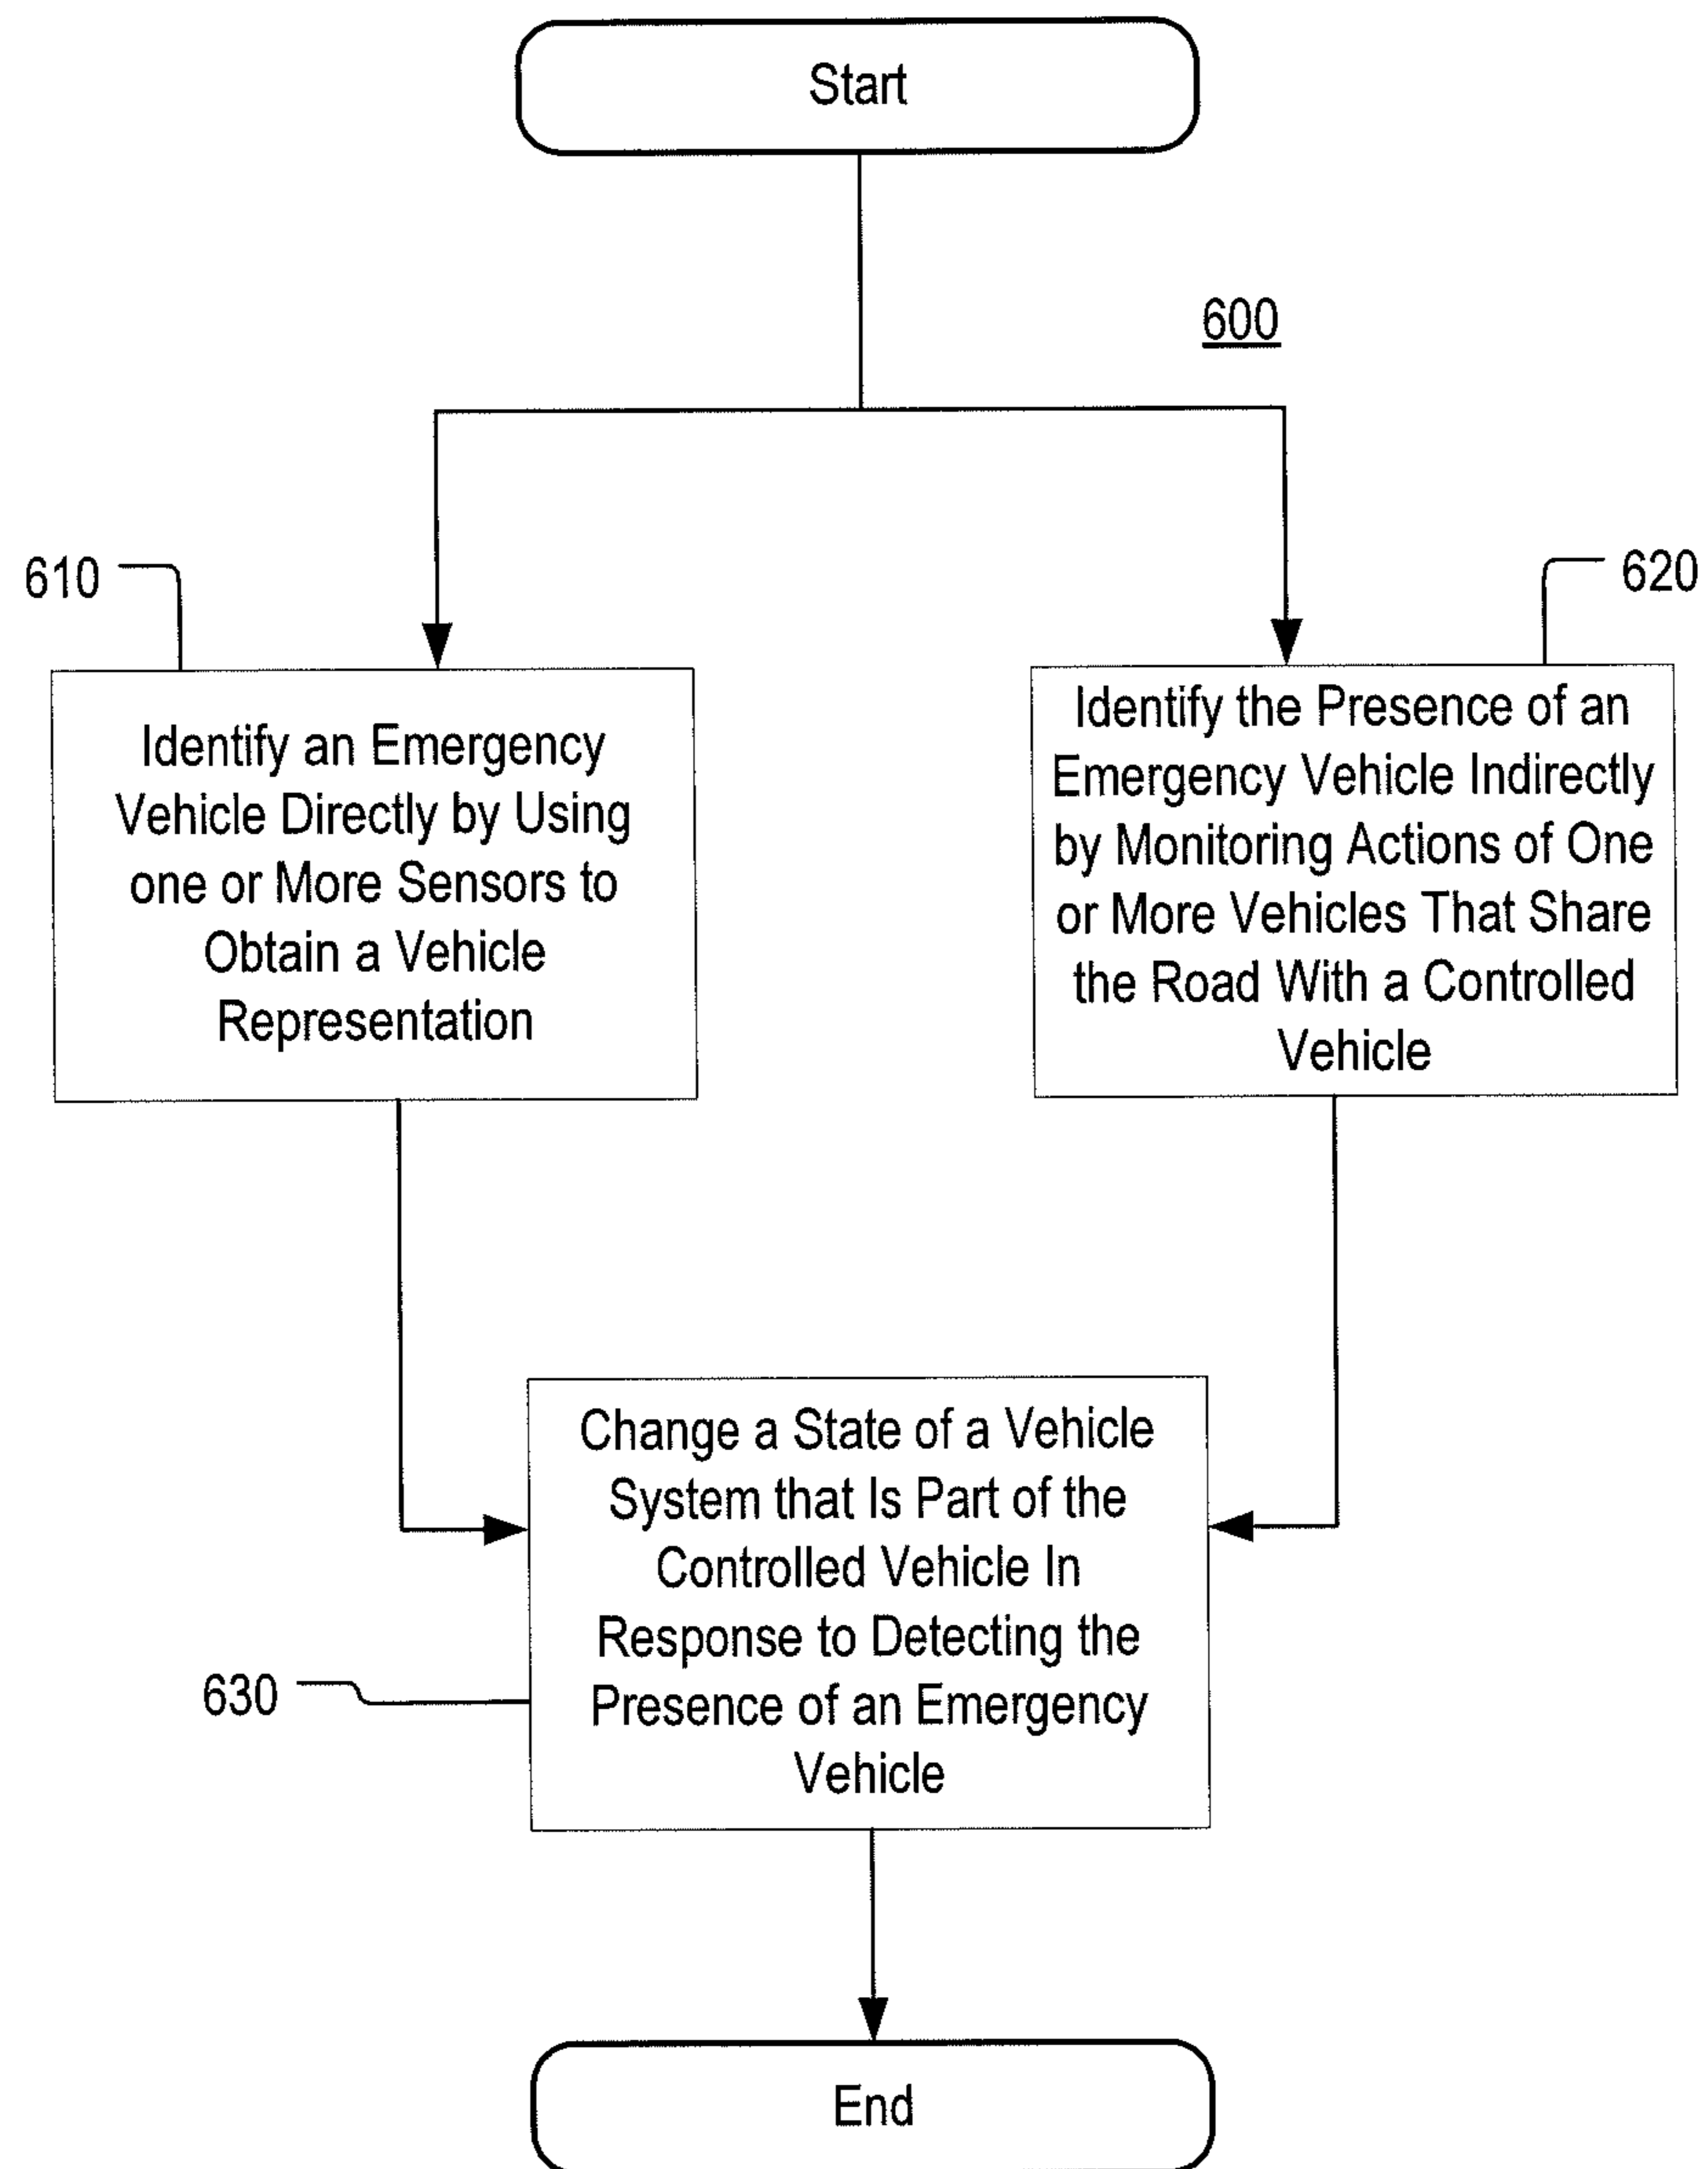 Start
600
610
620
Identify an Emergency
Vehicle Directly by Using
one or More Sensors to
Obtain a Vehicle
Representation
Identify the Presence of an
Emergency Vehicle Indirectly
by Monitoring Actions of One
or More Vehicles That Share
the Road With a Controlled
Vehicle
Change a State of a Vehicle
System that Is Part of the
Controlled Vehicle In
Response to Detecting the
Presence of an Emergency
Vehicle
630
End